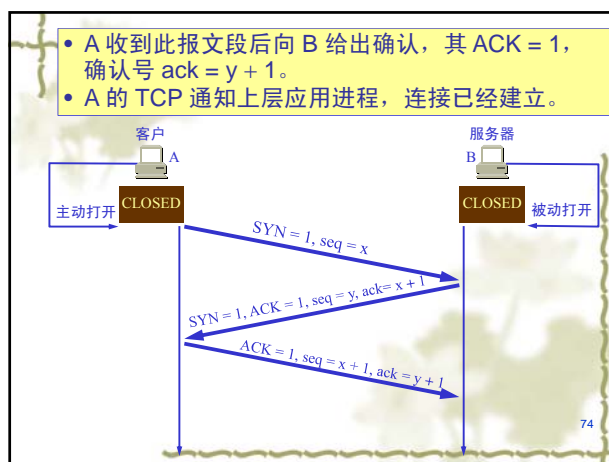 • A 收到此报文段后向 B 给出确认，其 ACK = 1，
确认号 ack = y + 1。
• A 的 TCP 通知上层应用进程，连接已经建立。
客户
服务器
A
B
主动打开
CLOSED
CLOSED
被动打开
SYN = 1, seq = x
SYN = 1, ACK = 1, seq = y, ack= x + 1
ACK = 1, seq = x + 1, ack = y + 1
74